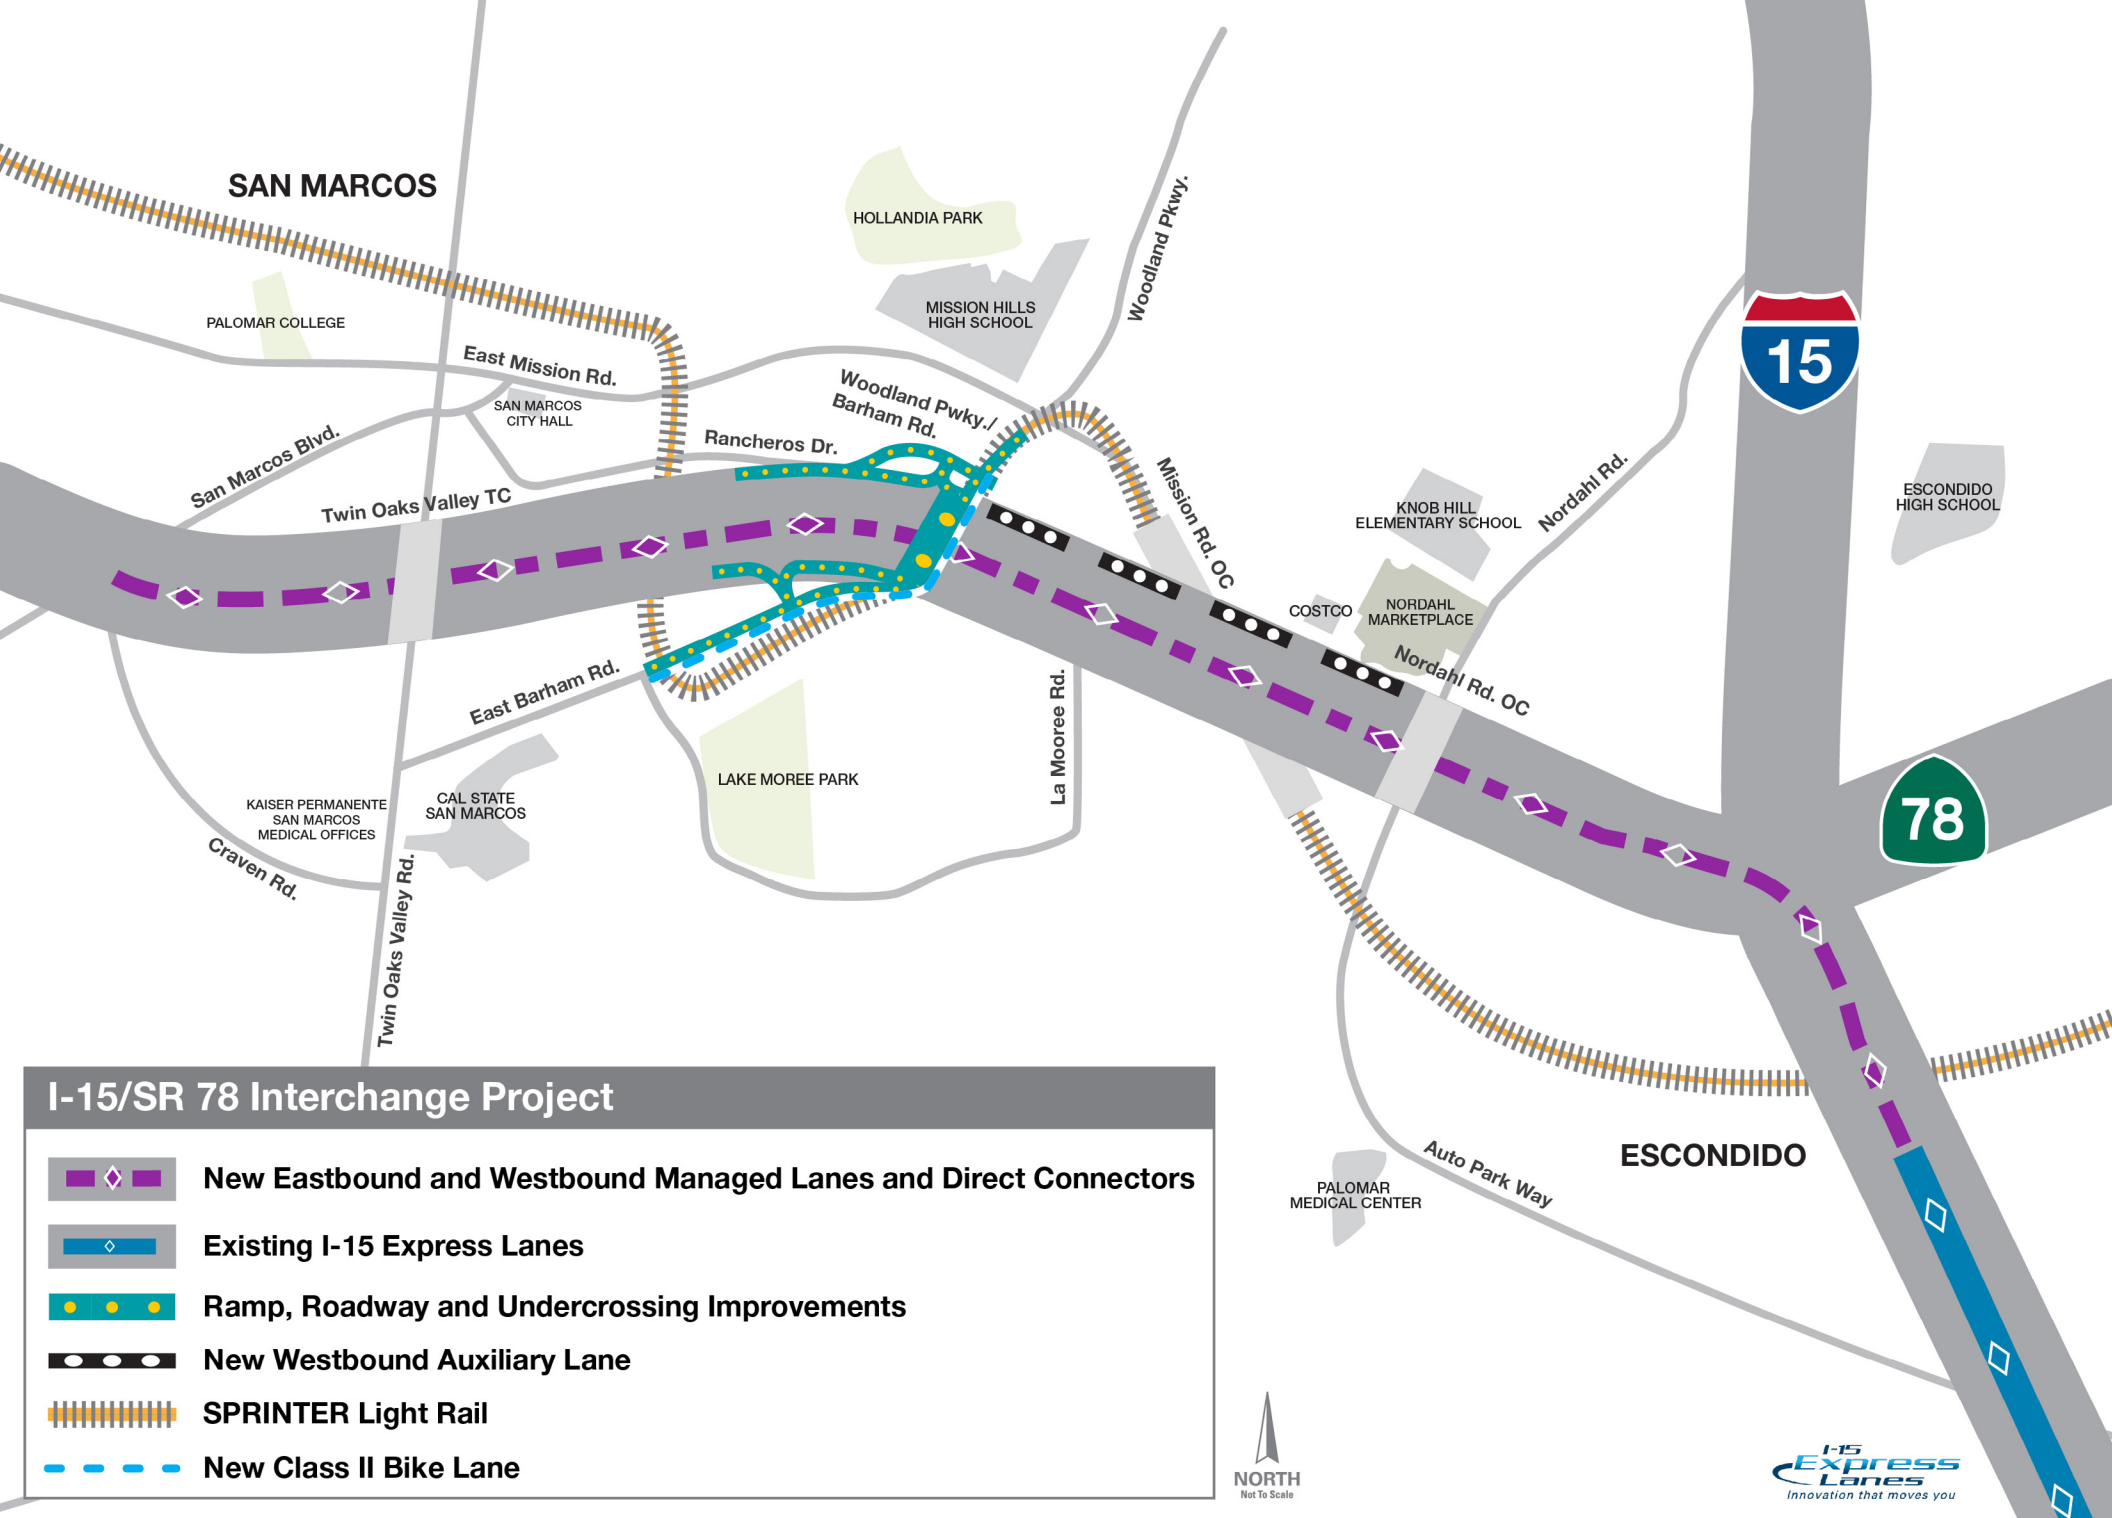 SAN MARCOS
HOLLANDIA PARK
Woodland Pkwy.
MISSION HILLS
HIGH SCHOOL
PALOMAR COLLEGE
East Mission Rd.
15
Woodland Pwky./
Barham Rd.
SAN MARCOS
CITY HALL
San Marcos Blvd.
Rancheros Dr.
Twin Oaks Valley TC
Mission Rd. OC
Nordahl Rd.
KNOB HILL
ELEMENTARY SCHOOL
ESCONDIDO
HIGH SCHOOL
COSTCO
NORDAHL
MARKETPLACE
Nordahl Rd. OC
East Barham Rd.
La Mooree Rd.
LAKE MOREE PARK
78
KAISER PERMANENTE
SAN MARCOS
MEDICAL OFFICES
CAL STATE
SAN MARCOS
Craven Rd.
Twin Oaks Valley Rd.
ESCONDIDO
Auto Park Way
PALOMAR
MEDICAL CENTER
I-15/SR 78 Interchange Project
New Eastbound and Westbound Managed Lanes and Direct Connectors
Existing I-15 Express Lanes
Ramp, Roadway and Undercrossing Improvements
New Westbound Auxiliary Lane
SPRINTER Light Rail
New Class II Bike Lane
NORTH
Not To Scale
I-15
Express
Lanes
Innovation that moves you